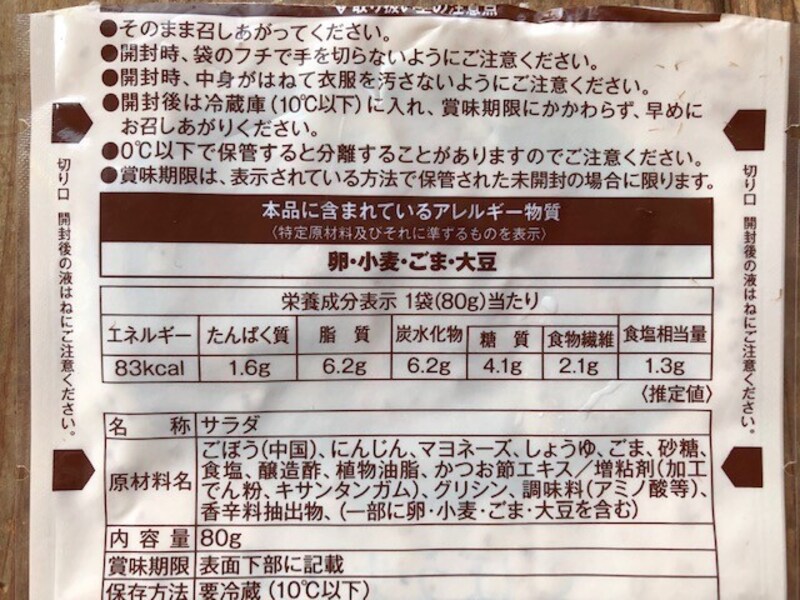 取り扱い上の注意点
●そのまま召しあがってください。
●開封時、袋のフチで手を切らないようにご注意ください。
●開封時、中身がはねて衣服を汚さないようにご注意ください。
●開封後は冷蔵庫(10℃以下)に入れ、賞味期限にかかわらず、早めに
お召しあがりください。
●0℃以下で保管すると分離することがありますのでご注意ください。
●賞味期限は、表示されている方法で保管された未開封の場合に限ります。
切り口 開封後の液はねにご注意ください。
切り口 開封後の液はねにご注意ください。
本品に含まれているアレルギー物質
〈特定原材料及びそれに準ずるものを表示〉
卵・小麦・ごま・大豆
栄養成分表示 1袋(80g)当たり
エネルギー たんぱく質 脂質 炭水化物 糖質 食物繊維 食塩相当量
83kcal 1.6g 6.2g 6.2g 4.1g 2.1g 1.3g
〈推定値〉
名称 サラダ
原材料名 ごぼう(中国)、にんじん、マヨネーズ、しょうゆ、ごま、砂糖、
食塩、醸造酢、植物油脂、かつお節エキス／増粘剤(加工
でん粉、キサンタンガム)、グリシン、調味料(アミノ酸等)、
香辛料抽出物、(一部に卵・小麦・ごま・大豆を含む)
内容量 80g
賞味期限 表面下部に記載
保存方法 要冷蔵(10℃以下)